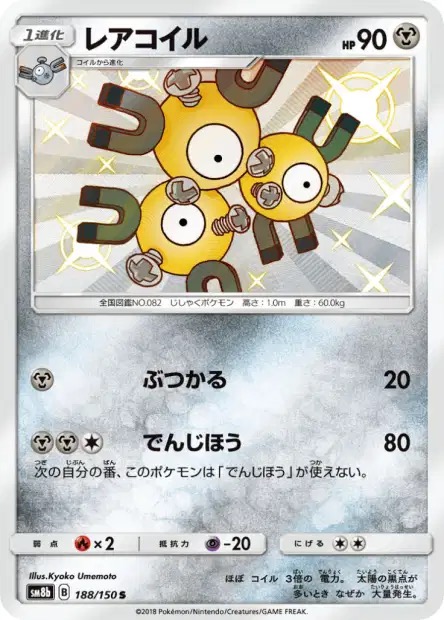 1進化 レアコイル HP 90
コイルから進化
全国図鑑NO.082 じしゃくポケモン 高さ:1.0m 重さ:60.0kg
ぶつかる 20
でんじほう 80
次の自分の番、このポケモンは「でんじほう」が使えない。
弱点 ×2 抵抗力 -20 にげる
Illus.Kyoko Umemoto
sm8b B 188/150 S
ほぼ コイル 3倍の 電力。 太陽の黒点が
多いとき なぜか 大量発生。
©2018 Pokémon/Nintendo/Creatures/GAME FREAK.